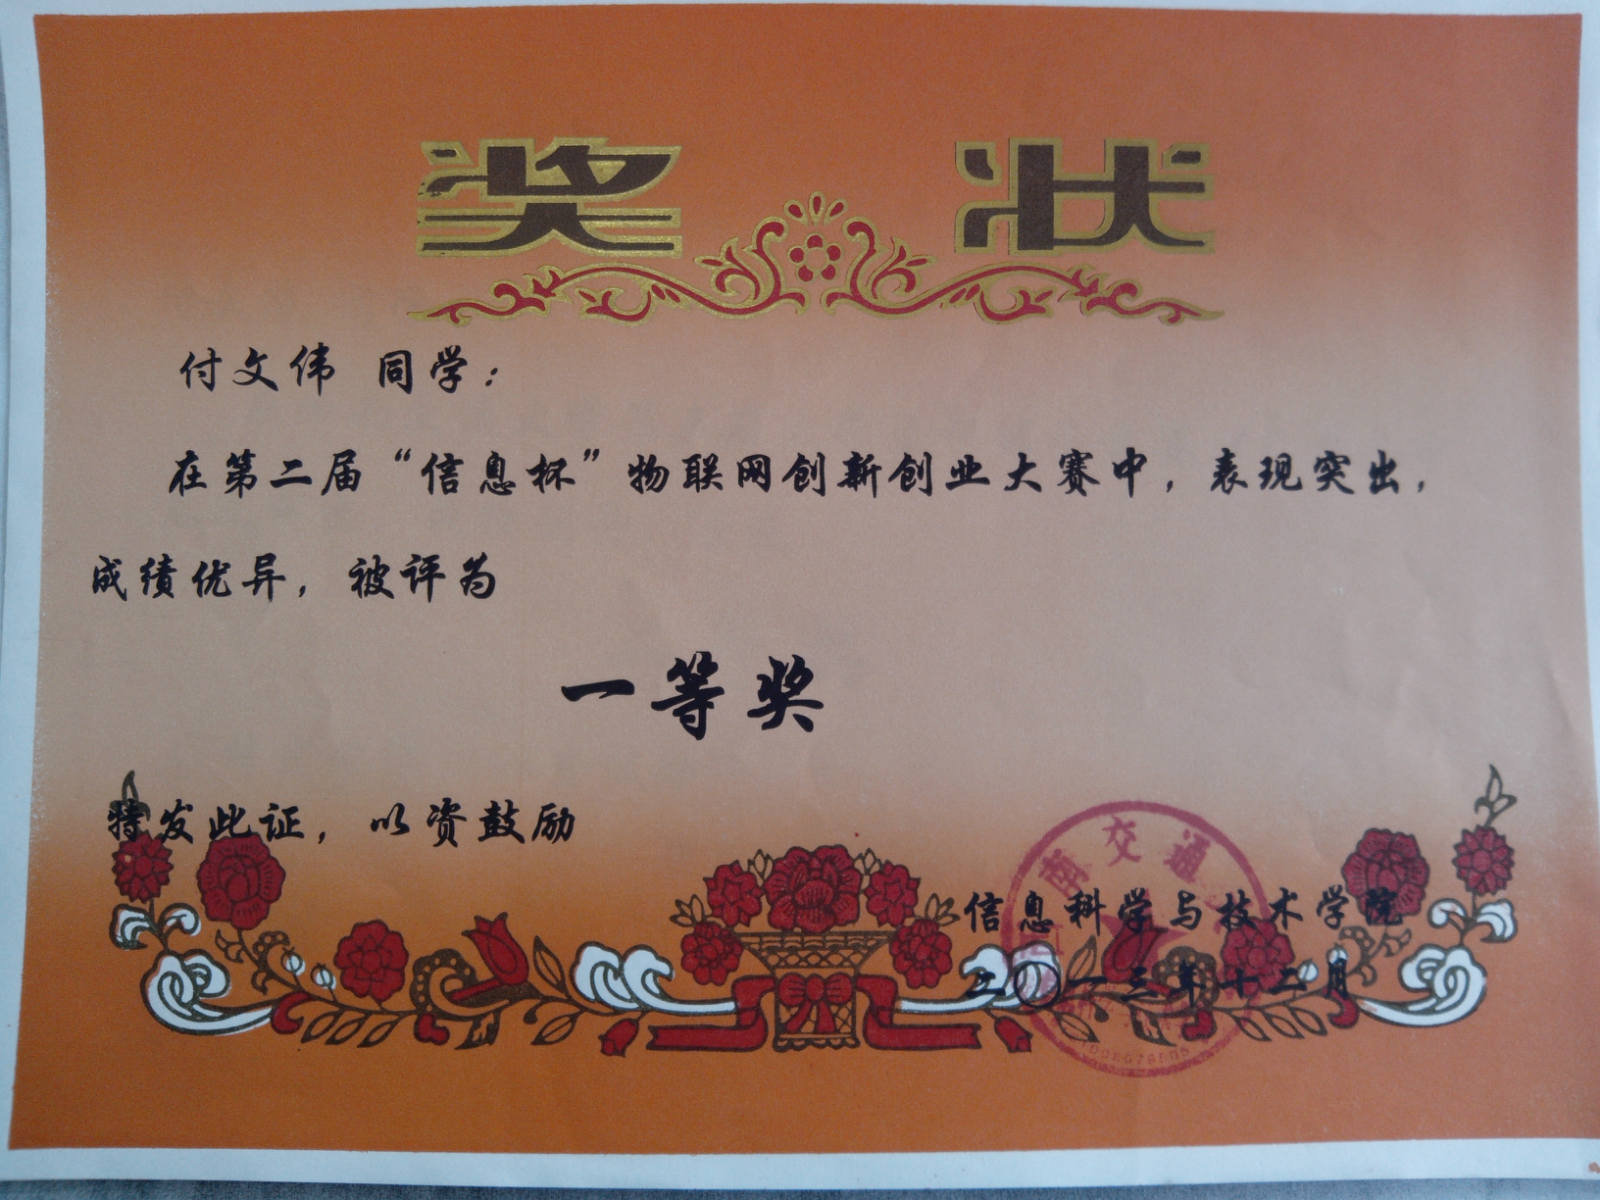 奖 状
付文伟 同学：
在第二届“信息杯”物联网创新创业大赛中，表现突出，
成绩优异，被评为
一等奖
特发此证，以资鼓励
南交通
信息科学与技术学院
二〇一三年十二月